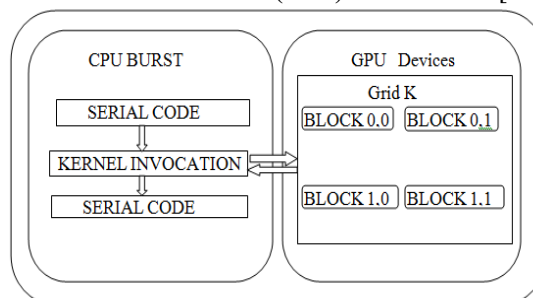 CPU BURST
SERIAL CODE
KERNEL INVOCATION
SERIAL CODE
GPU Devices
Grid K
BLOCK 0.0 BLOCK 0.1
BLOCK 1.0 BLOCK 1.1